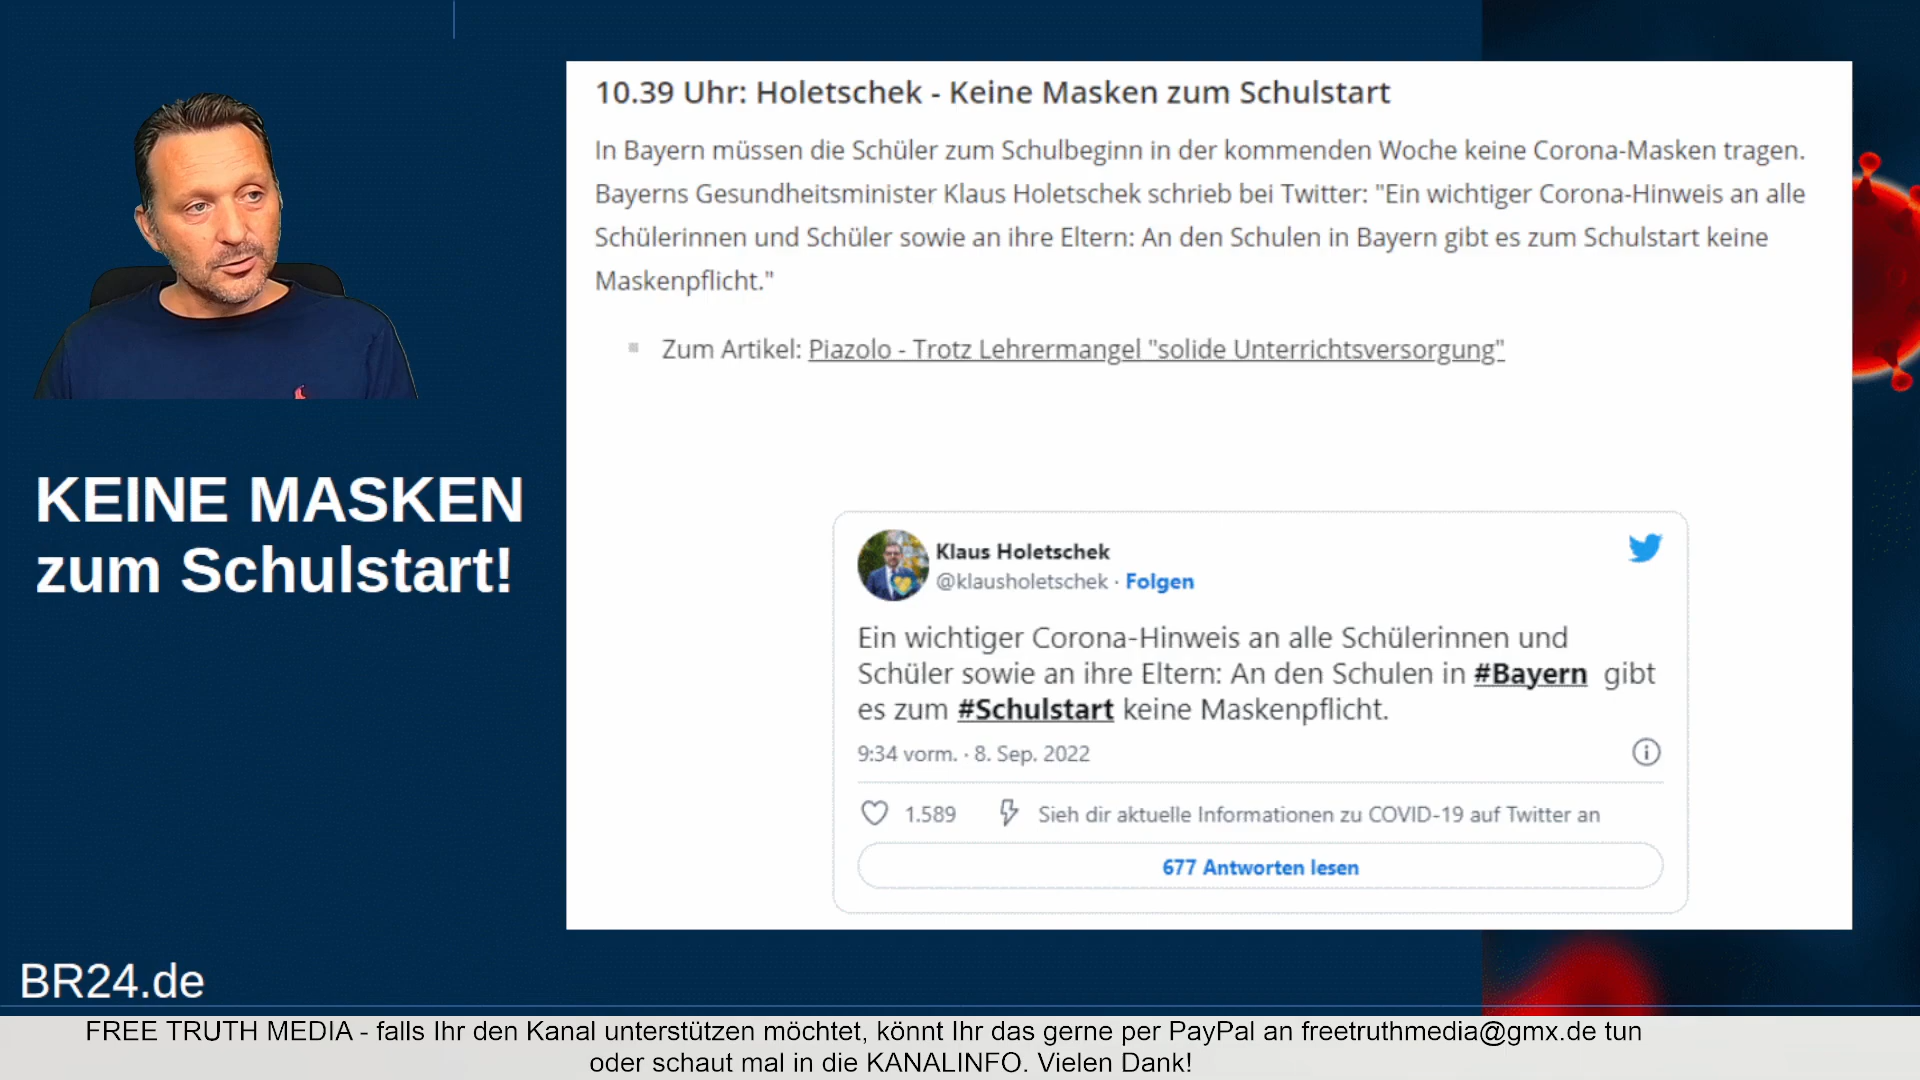 10.39 Uhr: Holetschek - Keine Masken zum Schulstart
In Bayern müssen die Schüler zum Schulbeginn in der kommenden Woche keine Corona-Masken tragen.
Bayerns Gesundheitsminister Klaus Holetschek schrieb bei Twitter: "Ein wichtiger Corona-Hinweis an alle
Schülerinnen und Schüler sowie an ihre Eltern: An den Schulen in Bayern gibt es zum Schulstart keine
Maskenpflicht."
Zum Artikel: Piazolo - Trotz Lehrermangel "solide Unterrichtsversorgung"
KEINE MASKEN
zum Schulstart!
Klaus Holetschek
@klausholetschek · Folgen
Ein wichtiger Corona-Hinweis an alle Schülerinnen und
Schüler sowie an ihre Eltern: An den Schulen in #Bayern gibt
es zum #Schulstart keine Maskenpflicht.
9:34 vorm. · 8. Sep. 2022
1.589 Sieh dir aktuelle Informationen zu COVID-19 auf Twitter an
677 Antworten lesen
BR24.de
FREE TRUTH MEDIA - falls Ihr den Kanal unterstützen möchtet, könnt Ihr das gerne per PayPal an freetruthmedia@gmx.de tun
oder schaut mal in die KANALINFO. Vielen Dank!